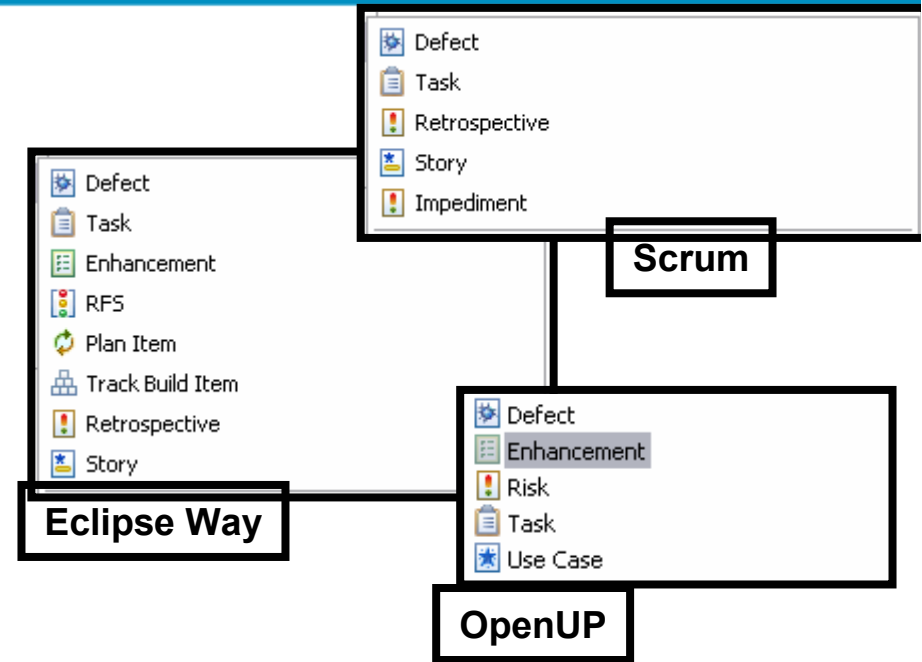 Defect
Task
Retrospective
Story
Impediment
Scrum
Defect
Task
Enhancement
RFS
Plan Item
Track Build Item
Retrospective
Story
Eclipse Way
Defect
Enhancement
Risk
Task
Use Case
OpenUP